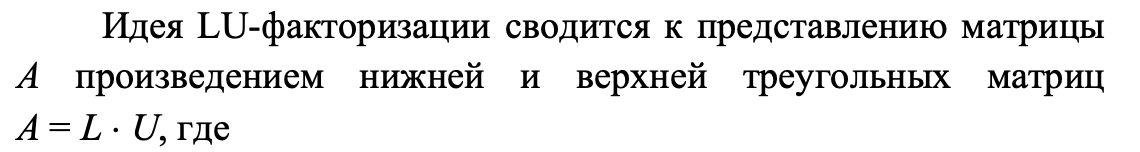 Идея LU-факторизации сводится к представлению матрицы
A произведением нижней и верхней треугольных матриц
A = L · U, где